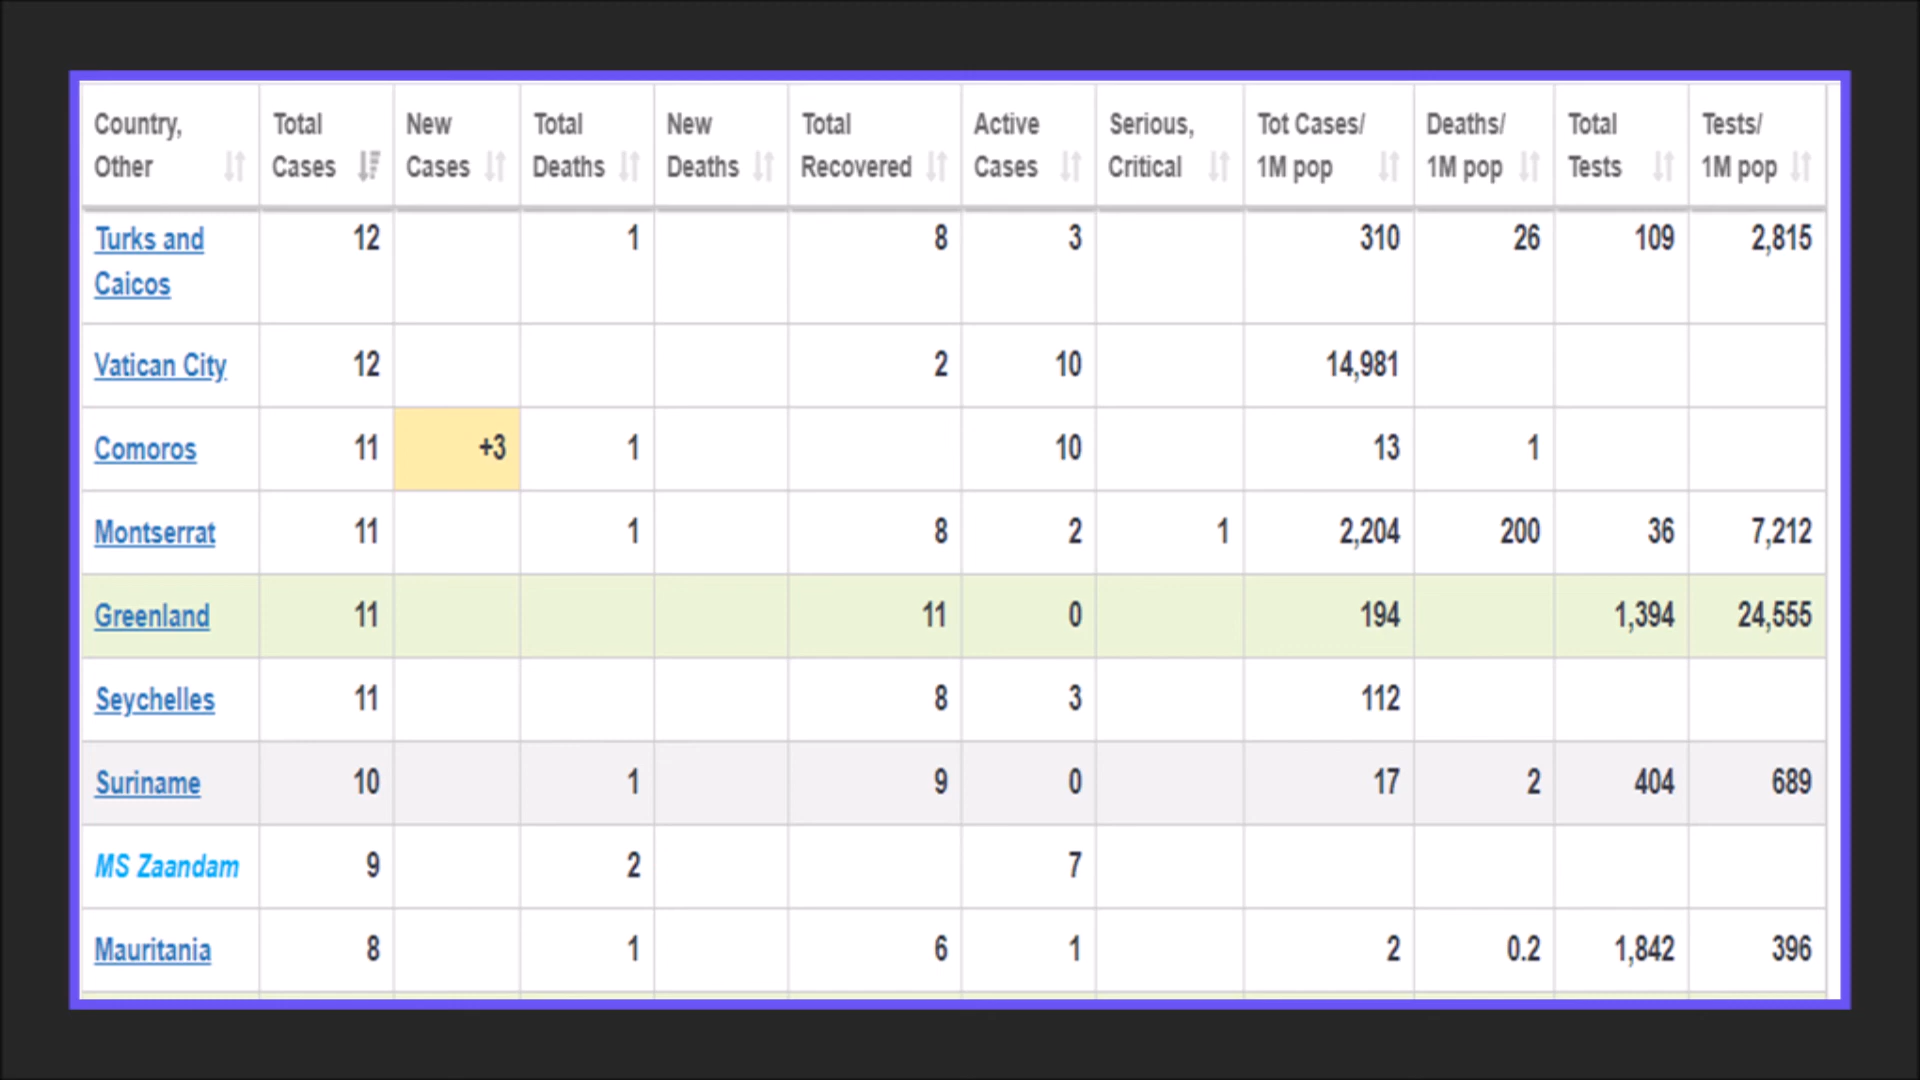 Country, Other Total Cases New Cases Total Deaths New Deaths Total Recovered Active Cases Serious, Critical Tot Cases/ 1M pop Deaths/ 1M pop Total Tests Tests/ 1M pop
Turks and Caicos 12 1 8 3 310 26 109 2,815
Vatican City 12 2 10 14,981
Comoros 11 +3 1 10 13 1
Montserrat 11 1 8 2 1 2,204 200 36 7,212
Greenland 11 11 0 194 1,394 24,555
Seychelles 11 8 3 112
Suriname 10 1 9 0 17 2 404 689
MS Zaandam 9 2 7
Mauritania 8 1 6 1 2 0.2 1,842 396